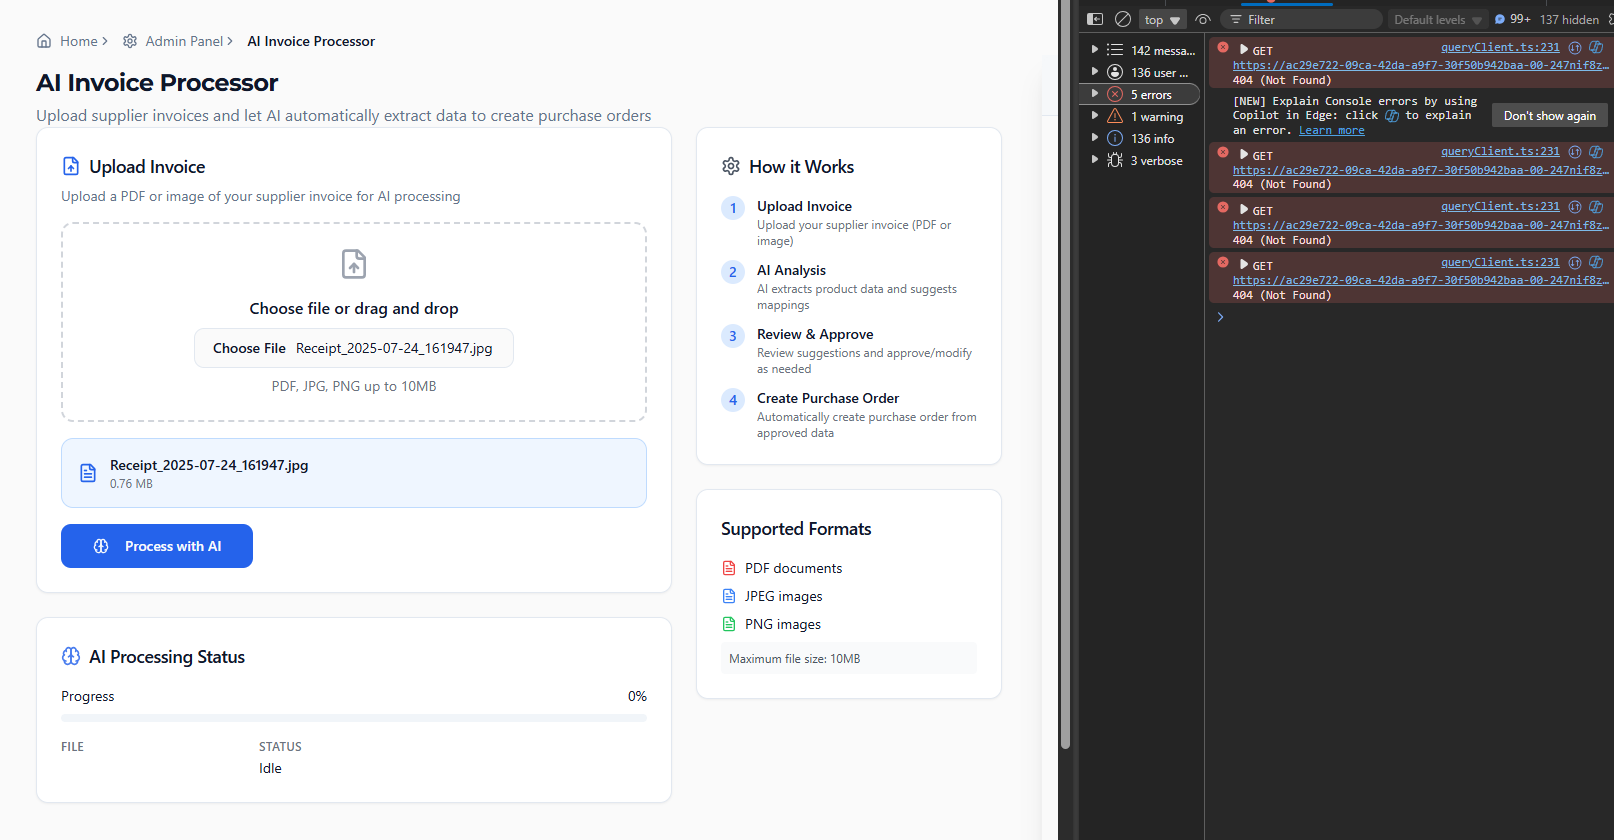 Home
Admin Panel
AI Invoice Processor
AI Invoice Processor
Upload supplier invoices and let AI automatically extract data to create purchase orders
Upload Invoice
Upload a PDF or image of your supplier invoice for AI processing
Choose file or drag and drop
Choose File Receipt_2025-07-24_161947.jpg
PDF, JPG, PNG up to 10MB
Receipt_2025-07-24_161947.jpg
0.76 MB
Process with AI
AI Processing Status
Progress 0%
FILE STATUS
Idle
How it Works
1 Upload Invoice
Upload your supplier invoice (PDF or
image)
2 AI Analysis
AI extracts product data and suggests
mappings
3 Review & Approve
Review suggestions and approve/modify
as needed
4 Create Purchase Order
Automatically create purchase order from
approved data
Supported Formats
PDF documents
JPEG images
PNG images
Maximum file size: 10MB
top Filter Default levels 99+ 137 hidden
142 messa...
136 user ...
5 errors
1 warning
136 info
3 verbose
GET queryClient.ts:231
https://ac29e722-09ca-42da-a9f7-30f50b942baa-00-247nif8z…
404 (Not Found)
[NEW] Explain Console errors by using
Copilot in Edge: click to explain
an error. Learn more
Don't show again
GET queryClient.ts:231
https://ac29e722-09ca-42da-a9f7-30f50b942baa-00-247nif8z…
404 (Not Found)
GET queryClient.ts:231
https://ac29e722-09ca-42da-a9f7-30f50b942baa-00-247nif8z…
404 (Not Found)
GET queryClient.ts:231
https://ac29e722-09ca-42da-a9f7-30f50b942baa-00-247nif8z…
404 (Not Found)